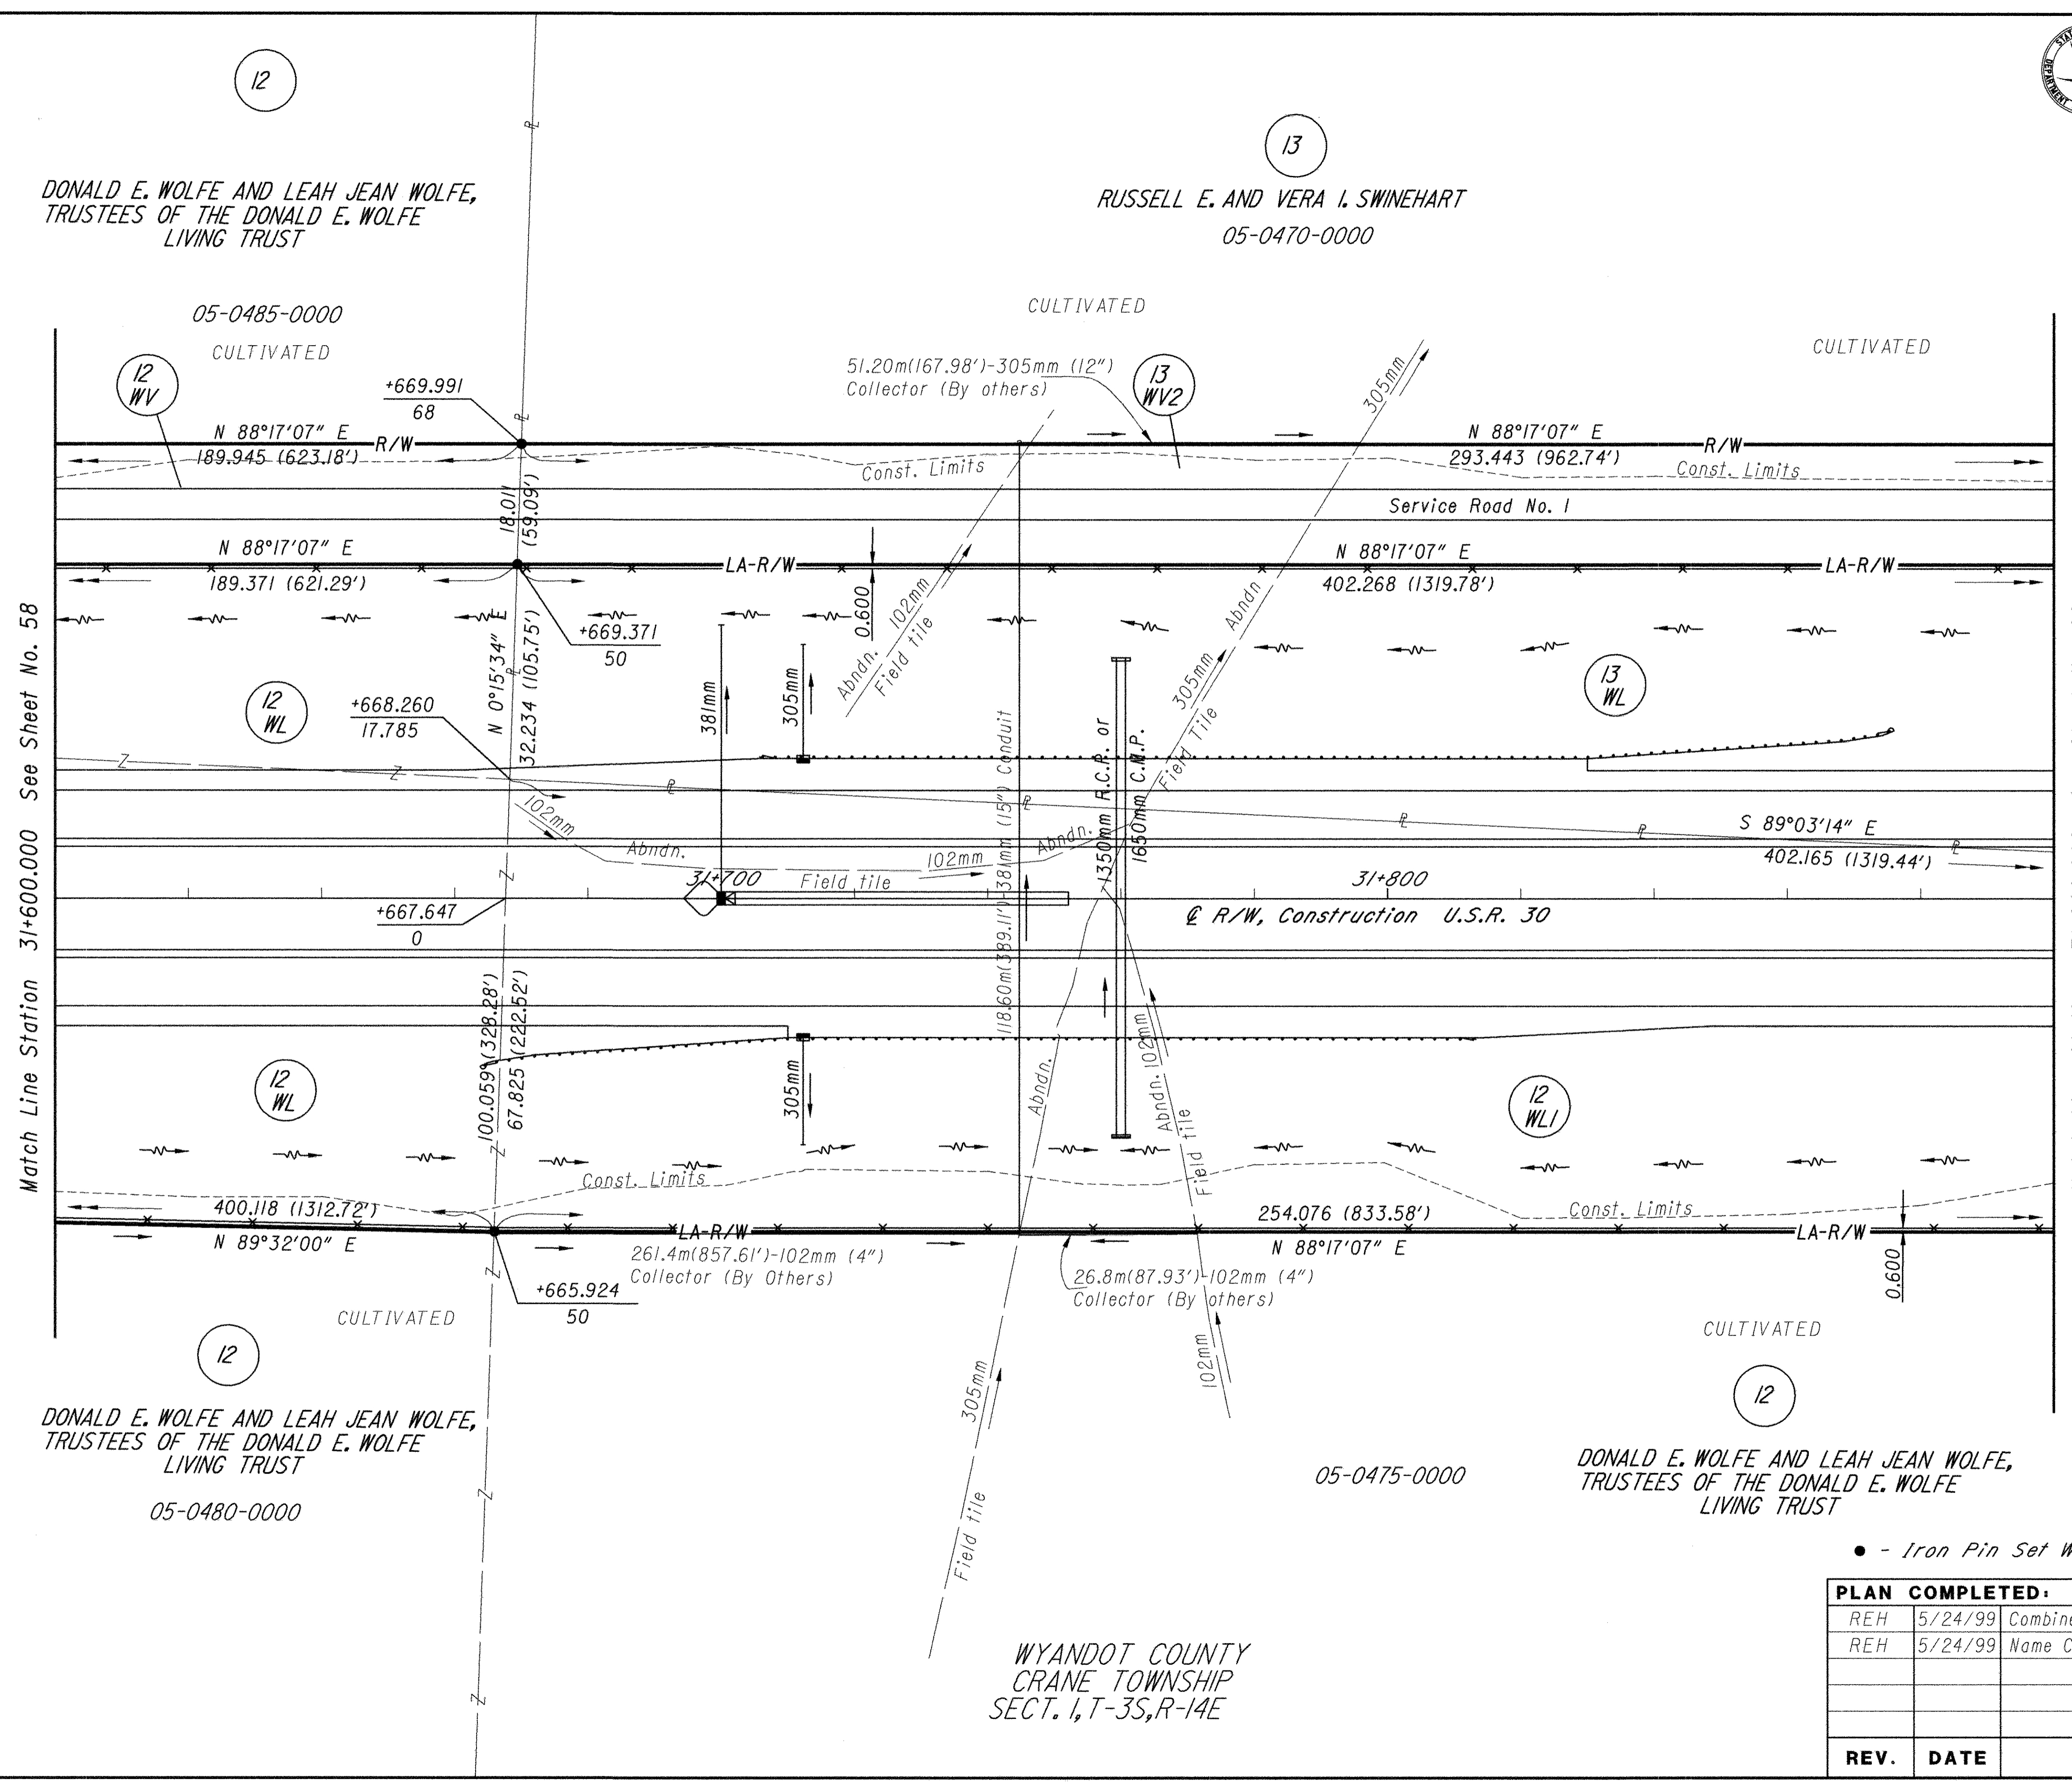 12
DONALD E. WOLFE AND LEAH JEAN WOLFE,
TRUSTEES OF THE DONALD E. WOLFE
LIVING TRUST
05-0485-0000
CULTIVATED
13
RUSSELL E. AND VERA I. SWINEHART
05-0470-0000
CULTIVATED
CULTIVATED
STATE
DEPARTMENT
12
WV
+669.991
68
51.20m(167.98')-305mm (12")
Collector (By others)
13
WV2
305mm
N 88°17'07" E
R/W
189.945 (623.18')
Const. Limits
N 88°17'07" E
R/W
293.443 (962.74')
Const. Limits
18.011
(59.09')
Service Road No. 1
N 88°17'07" E
189.371 (621.29')
LA-R/W
N 88°17'07" E
402.268 (1319.78')
LA-R/W
0.600
+669.371
50
N 0°15'34" E
32.234 (105.75')
Abndn. 102mm
Field tile
Abndn
305mm
Field Tile
12
WL
+668.260
17.785
381mm
305mm
13
WL
118.60m(389.11')-381mm (15") Conduit
1350mm R.C.P. or
1650mm C.M.P.
102mm
Abndn.
102mm
Abndn.
Field tile
S 89°03'14" E
402.165 (1319.44')
31+700
31+800
+667.647
0
℄ R/W, Construction U.S.R. 30
Match Line Station 31+600.000 See Sheet No. 58
100.059 (328.28')
67.825 (222.52')
305mm
12
WL
Abndn.
Abndn. 102mm
Field tile
12
WL1
Const. Limits
Const. Limits
400.118 (1312.72')
N 89°32'00" E
LA-R/W
261.4m(857.61')-102mm (4")
Collector (By Others)
254.076 (833.58')
N 88°17'07" E
LA-R/W
0.600
26.8m(87.93')-102mm (4")
Collector (By others)
+665.924
50
CULTIVATED
CULTIVATED
12
DONALD E. WOLFE AND LEAH JEAN WOLFE,
TRUSTEES OF THE DONALD E. WOLFE
LIVING TRUST
05-0480-0000
305mm
Field tile
102mm
05-0475-0000
12
DONALD E. WOLFE AND LEAH JEAN WOLFE,
TRUSTEES OF THE DONALD E. WOLFE
LIVING TRUST
WYANDOT COUNTY
CRANE TOWNSHIP
SECT. 1, T-3S, R-14E
● - Iron Pin Set W
PLAN COMPLETED:
REH 5/24/99 Combine
REH 5/24/99 Name C
REV. DATE